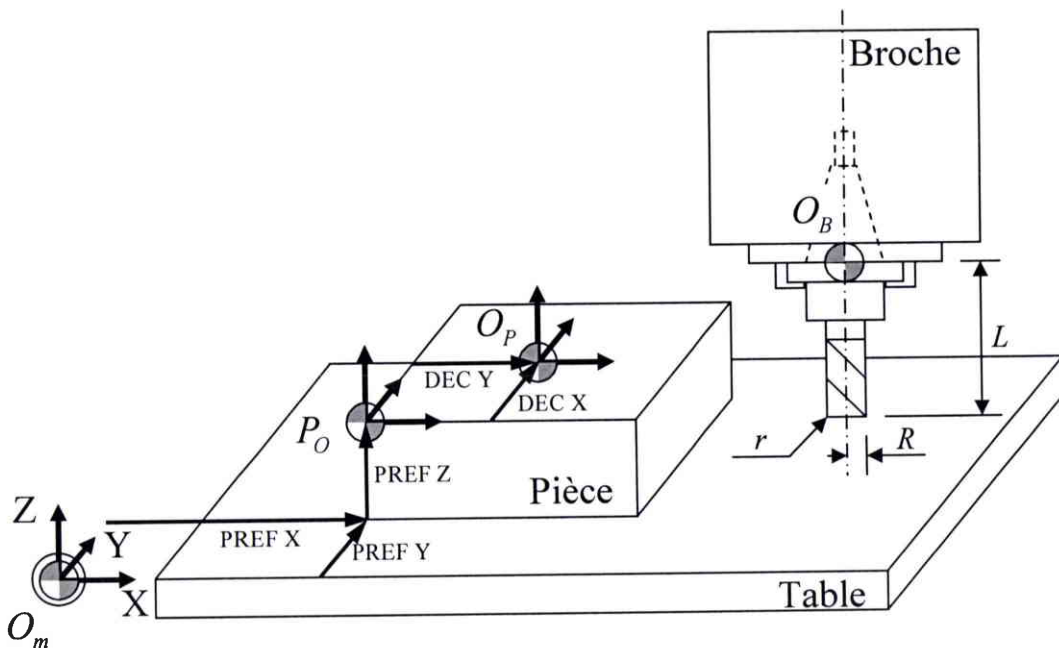 Broche
O_B
O_P
L
DEC Y
DEC X
P_O
r
R
PREF Z
Pièce
Z
Y
PREF X
PREF Y
X
Table
O_m